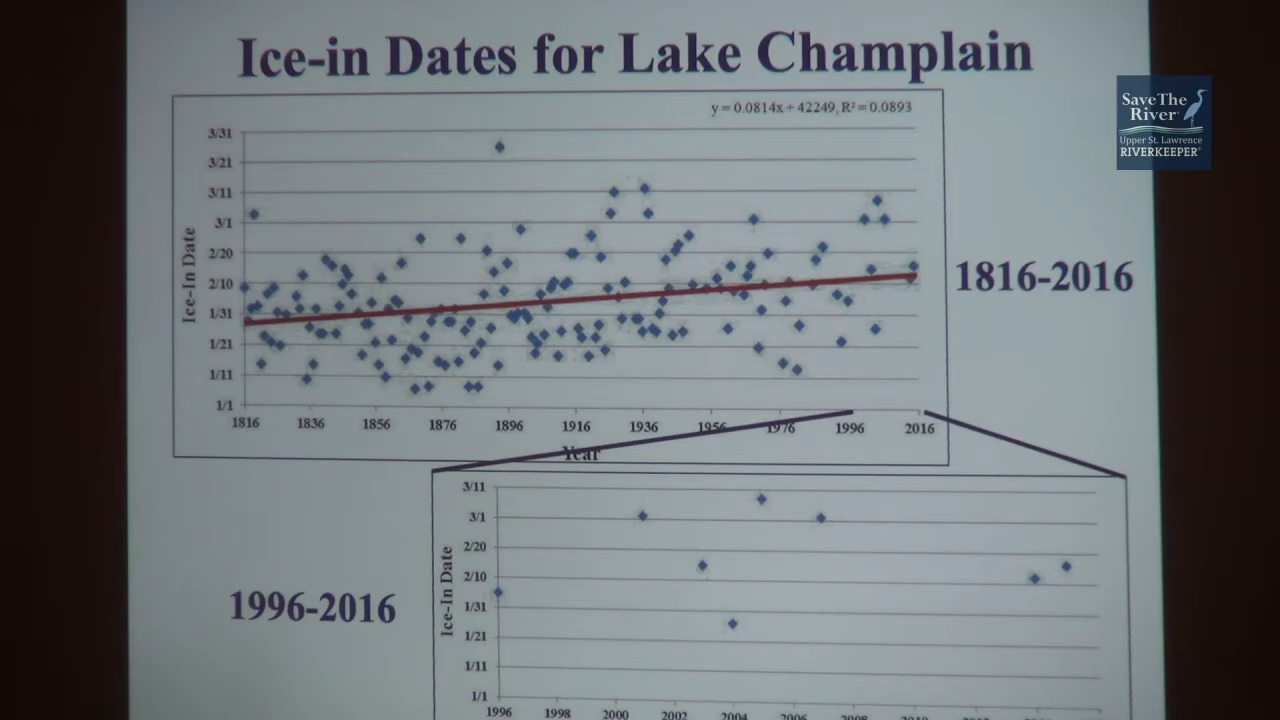 Ice-in Dates for Lake Champlain
y = 0.0814x + 42249, R² = 0.0893
Save The
River
Upper St. Lawrence
RIVERKEEPER
3/31
3/21
3/11
3/1
2/20
2/10
1/31
1/21
1/11
1/1
Ice-In Date
1816 1836 1856 1876 1896 1916 1936 1956 1976 1996 2016
Year
1816-2016
1996-2016
3/11
3/1
2/20
2/10
1/31
1/21
1/11
1/1
Ice-In Date
1996 1998 2000 2002 2004 2006 2008 2010